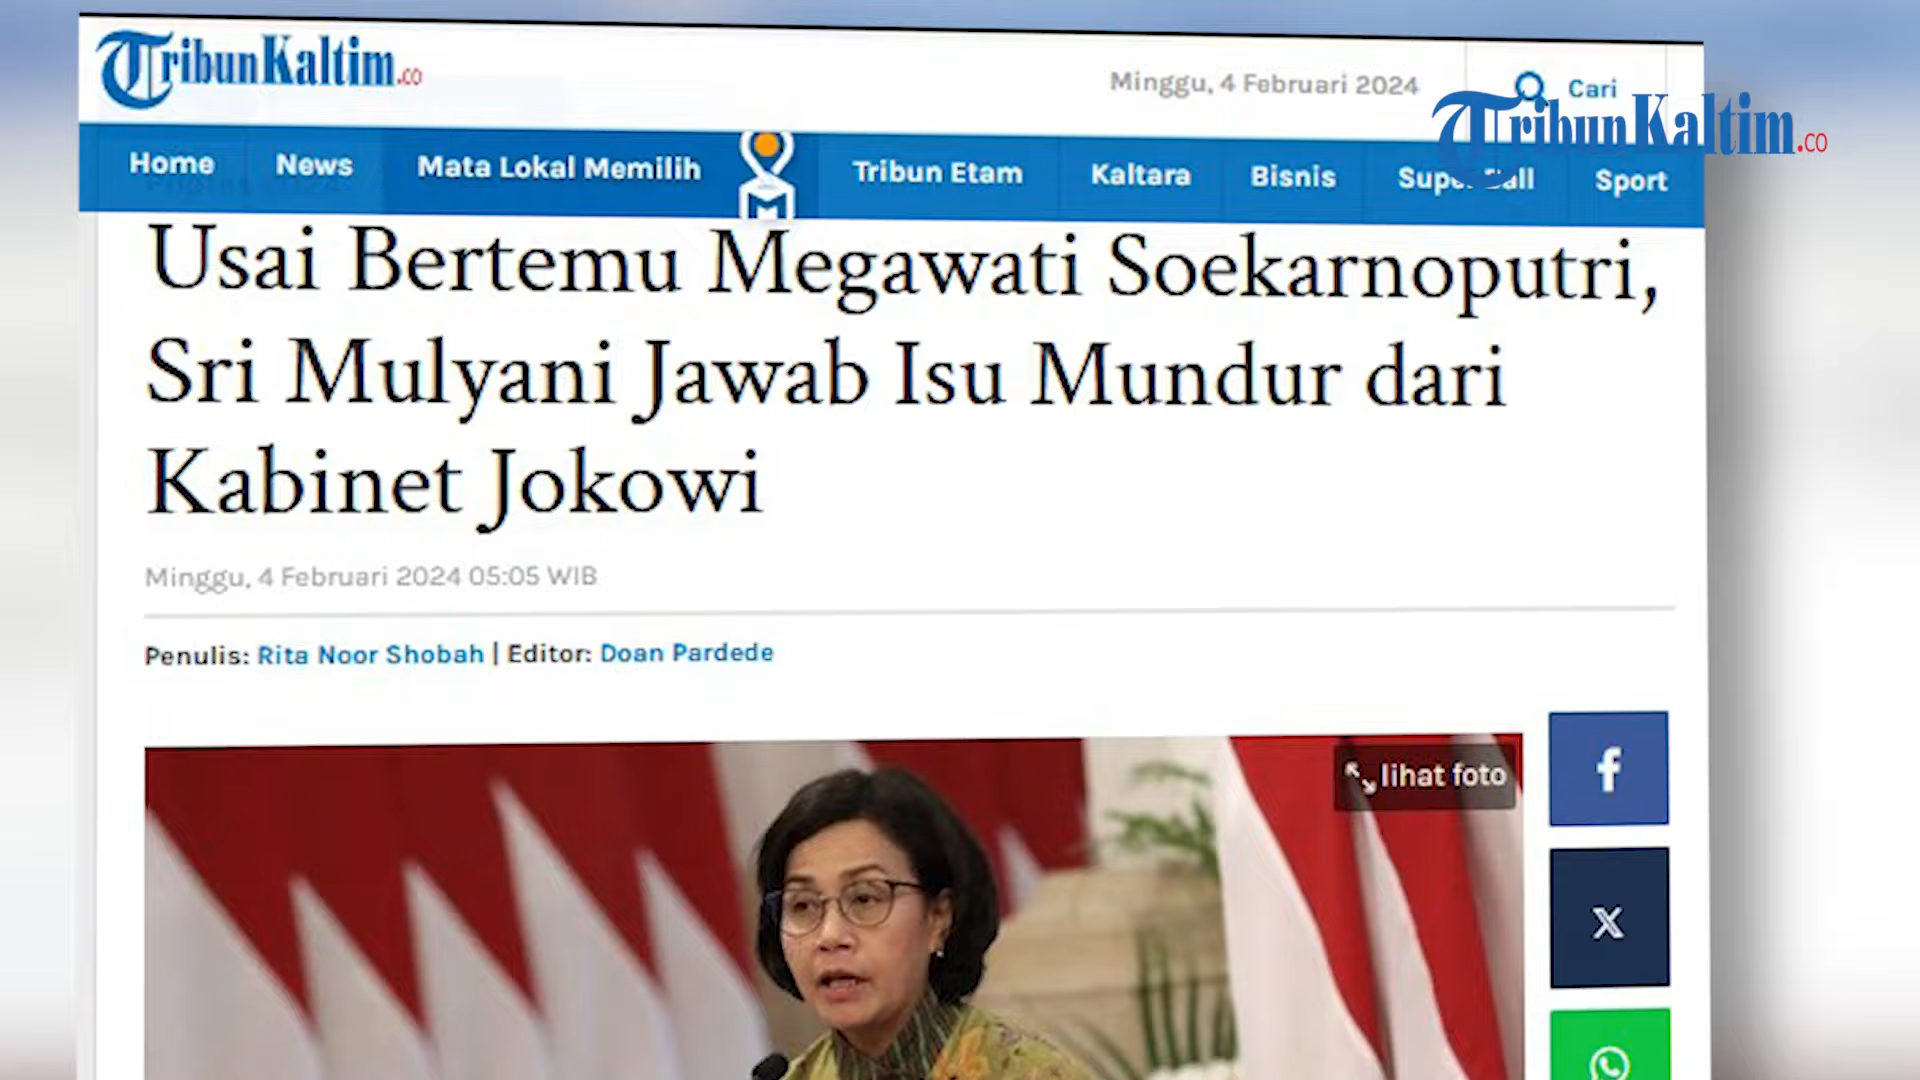 TribunKaltim.co
Minggu, 4 Februari 2024
Cari
TribunKaltim.co
Home News Mata Lokal Memilih Tribun Etam Kaltara Bisnis Sport
Usai Bertemu Megawati Soekarnoputri,
Sri Mulyani Jawab Isu Mundur dari
Kabinet Jokowi
Minggu, 4 Februari 2024 05:05 WIB
Penulis: Rita Noor Shobah | Editor: Doan Pardede
lihat foto